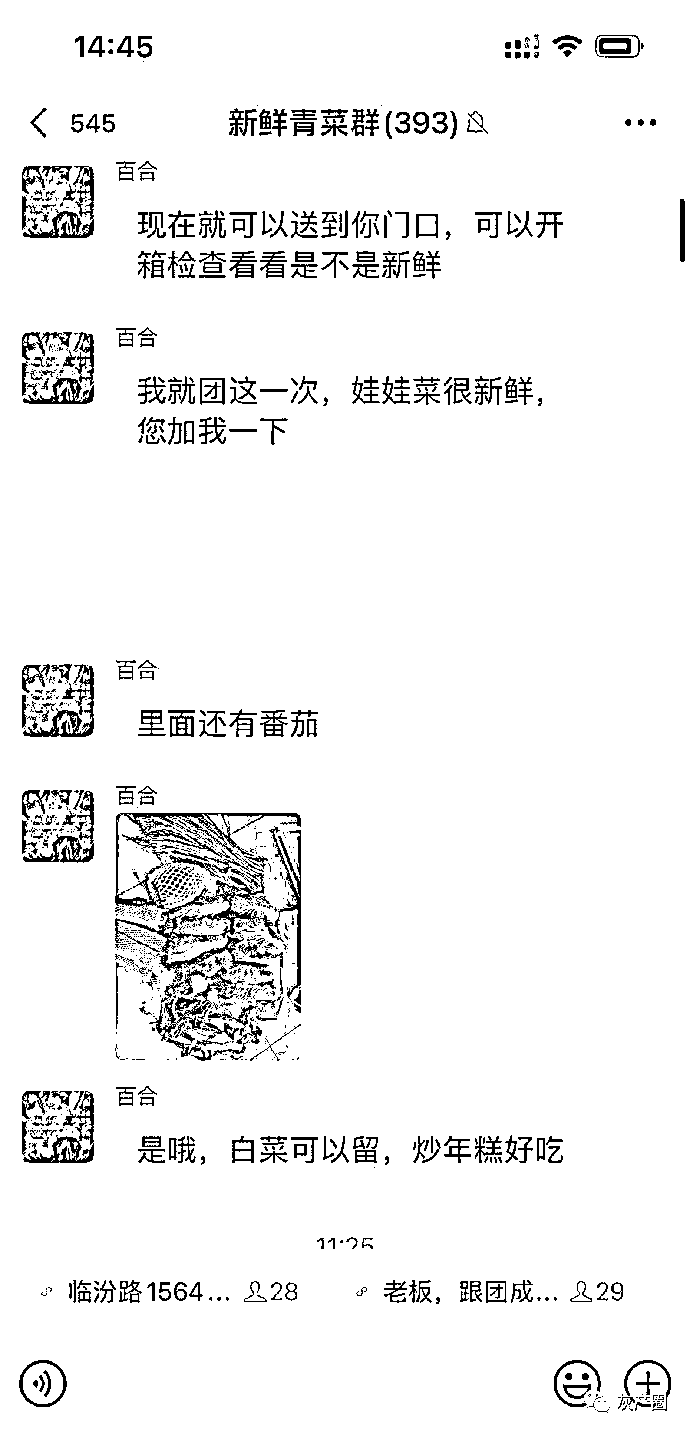 14:45
545
新鲜青菜群(393)
百合
现在就可以送到你门口，可以开
箱检查看看是不是新鲜
百合
我就团这一次，娃娃菜很新鲜，
您加我一下
百合
里面还有番茄
百合
百合
是哦，白菜可以留，炒年糕好吃
11:25
临汾路1564... 28
老板，跟团成... 29
灰产圈